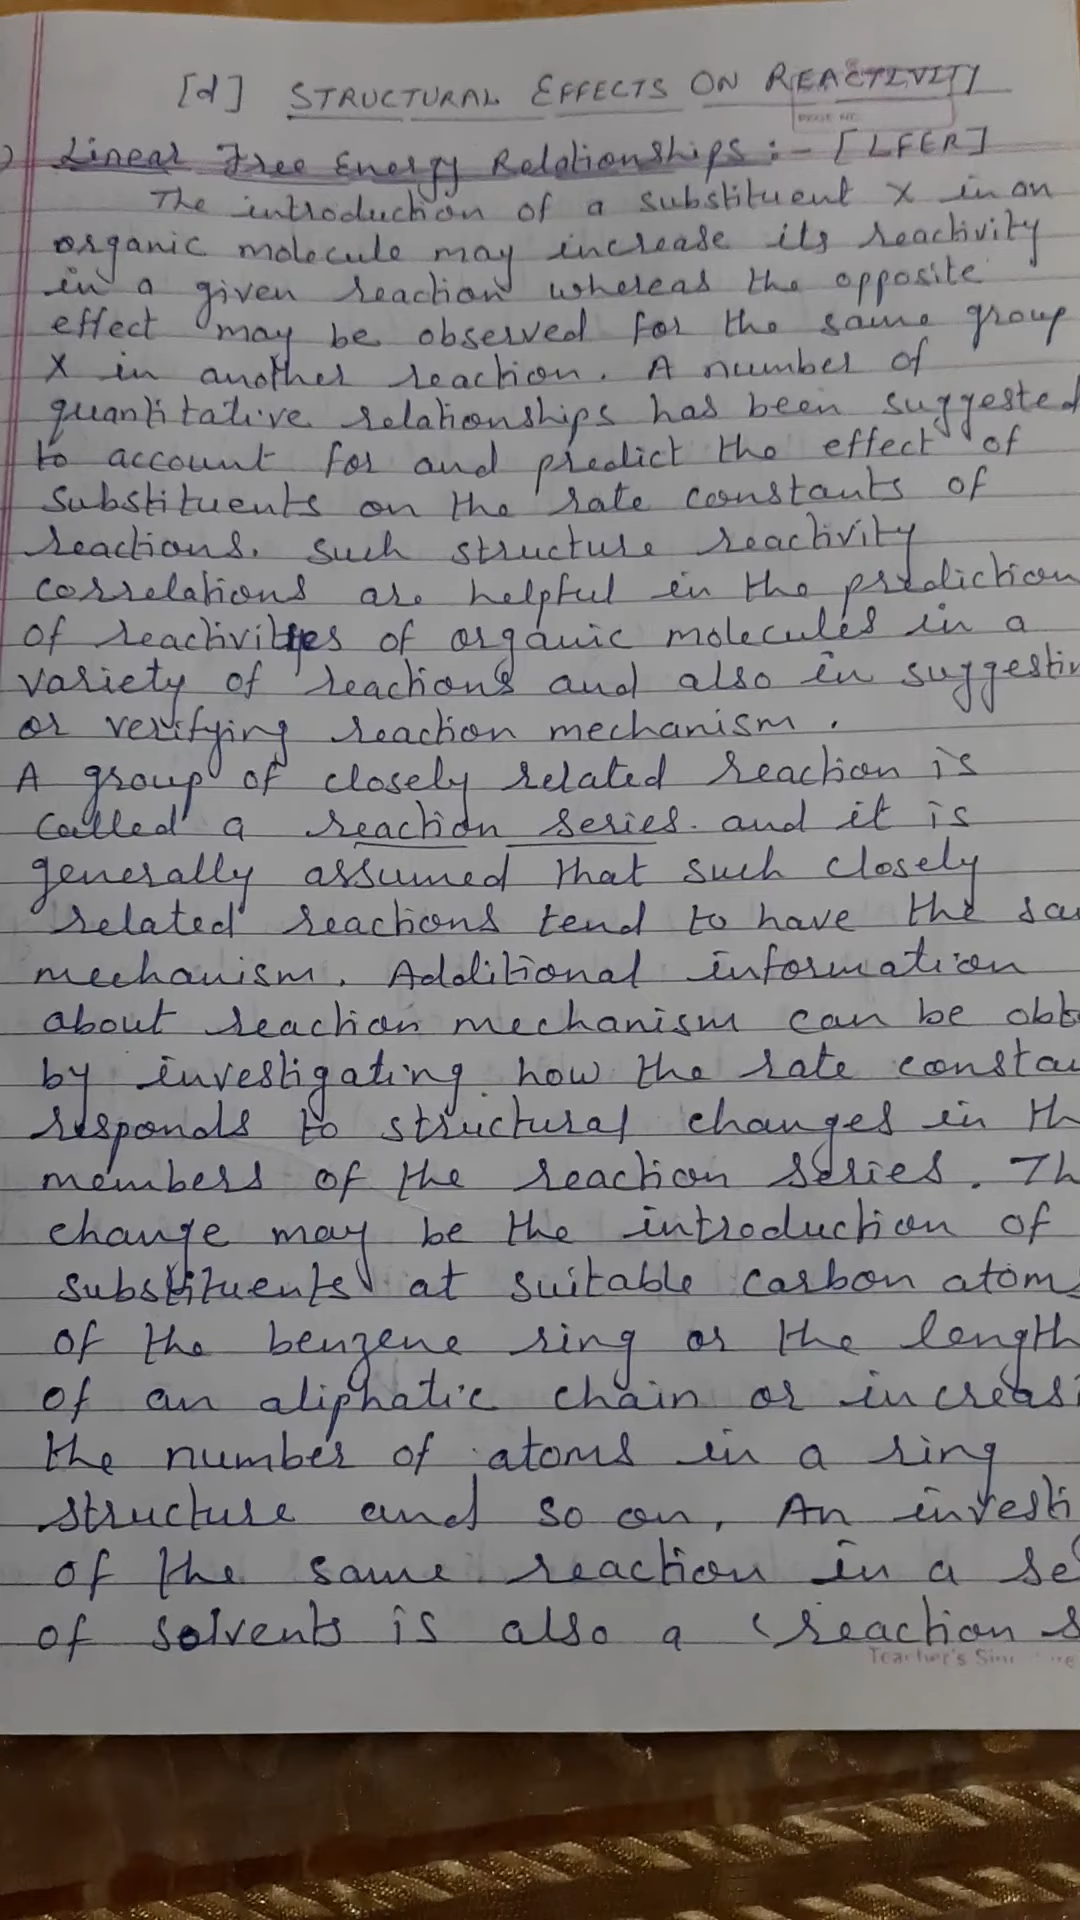 [d] STRUCTURAL EFFECTS ON REACTIVITY
PAGE NO.
) Linear Free Energy Relationships :- [LFER]
The introduction of a substituent X in an
organic molecule may increase its reactivity
in a given reaction whereas the opposite
effect may be observed for the same group
X in another reaction. A number of
quantitative relationships has been suggested
to account for and predict the effect of
substituents on the rate constants of
reactions. Such structure reactivity
correlations are helpful in the prediction
of reactivities of organic molecules in a
variety of reactions and also in suggestin
or verifying reaction mechanism.
A group of closely related reaction is
called a reaction series. and it is
generally assumed that such closely
related reactions tend to have the sa
mechanism. Additional information
about reaction mechanism can be obt
by investigating how the rate consta
responds to structural changes in th
members of the reaction series. Th
change may be the introduction of
substituents at suitable carbon atoms
of the benzene ring or the length
of an aliphatic chain or increasi
the number of atoms in a ring
structure and so on. An investi
of the same reaction in a se
of solvents is also a reaction s
Teacher's